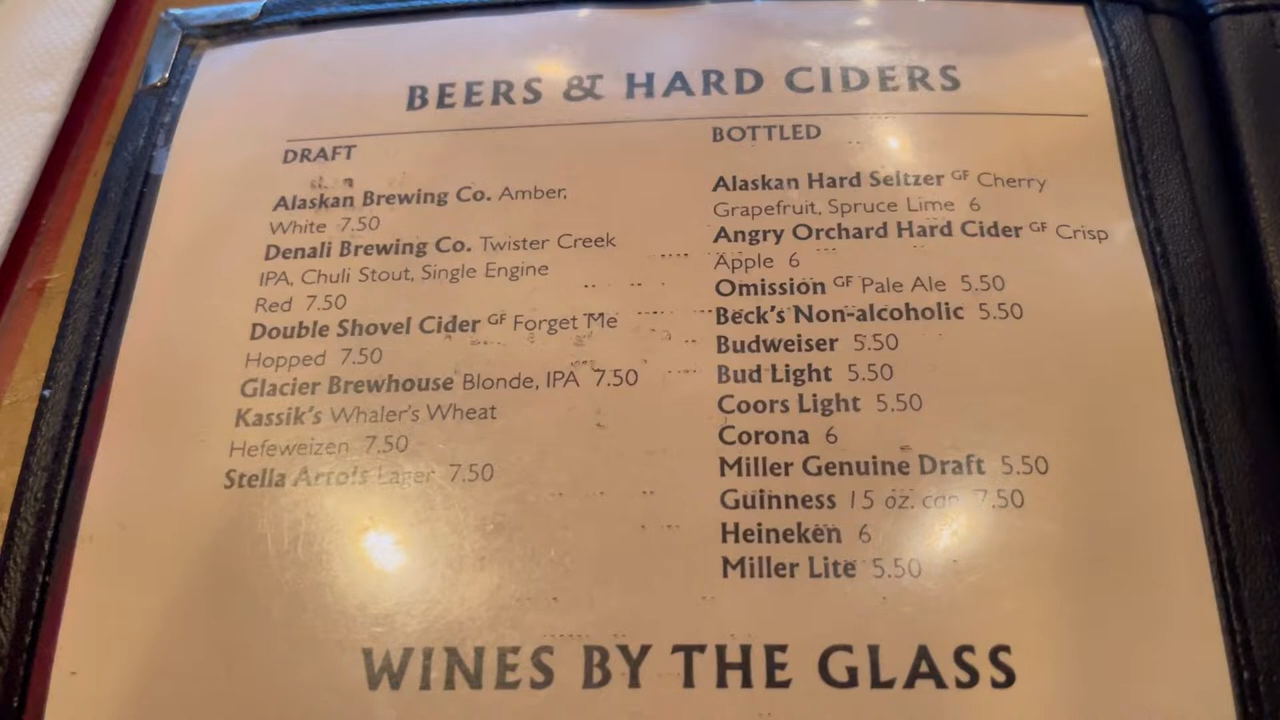 BEERS & HARD CIDERS
DRAFT
Alaskan Brewing Co. Amber,
White 7.50
Denali Brewing Co. Twister Creek
IPA, Chuli Stout, Single Engine
Red 7.50
Double Shovel Cider GF Forget Me
Hopped 7.50
Glacier Brewhouse Blonde, IPA 7.50
Kassik's Whaler's Wheat
Hefeweizen 7.50
Stella Artois Lager 7.50
BOTTLED
Alaskan Hard Seltzer GF Cherry
Grapefruit, Spruce Lime 6
Angry Orchard Hard Cider GF Crisp
Apple 6
Omission GF Pale Ale 5.50
Beck's Non-alcoholic 5.50
Budweiser 5.50
Bud Light 5.50
Coors Light 5.50
Corona 6
Miller Genuine Draft 5.50
Guinness 15 oz. can 7.50
Heineken 6
Miller Lite 5.50
WINES BY THE GLASS